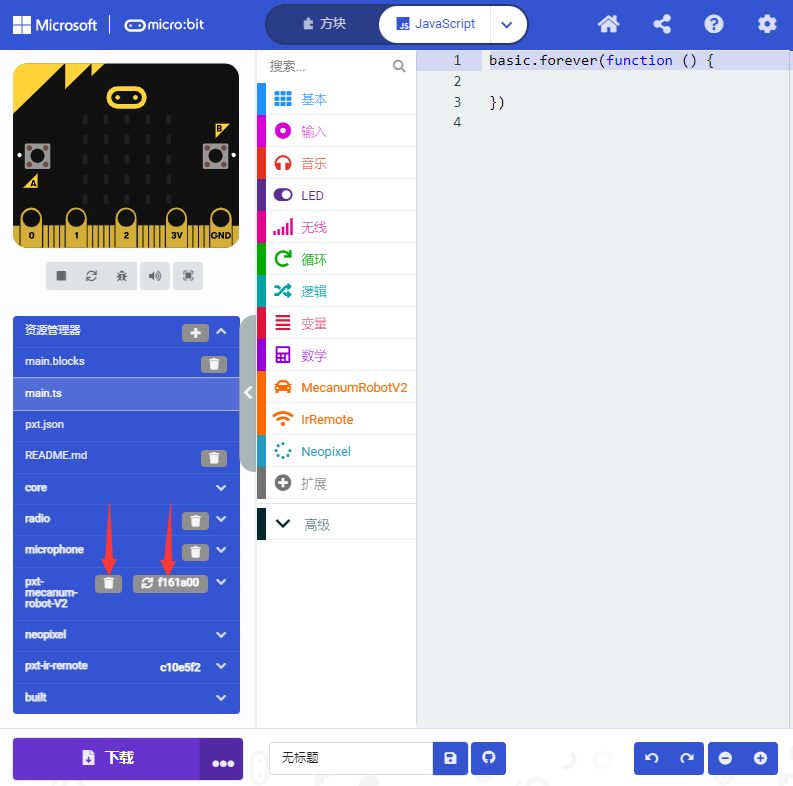 Microsoft
micro:bit
方块
JavaScript
搜索...
基本
输入
音乐
LED
无线
循环
逻辑
变量
数学
MecanumRobotV2
IrRemote
Neopixel
扩展
高级
1 basic.forever(function () {
2
3 })
4
B
A
0 1 2 3V GND
资源管理器
main.blocks
main.ts
pxt.json
README.md
core
radio
microphone
pxt-
mecanum-
robot-V2
f161a00
neopixel
pxt-ir-remote c10e5f2
built
下载
无标题